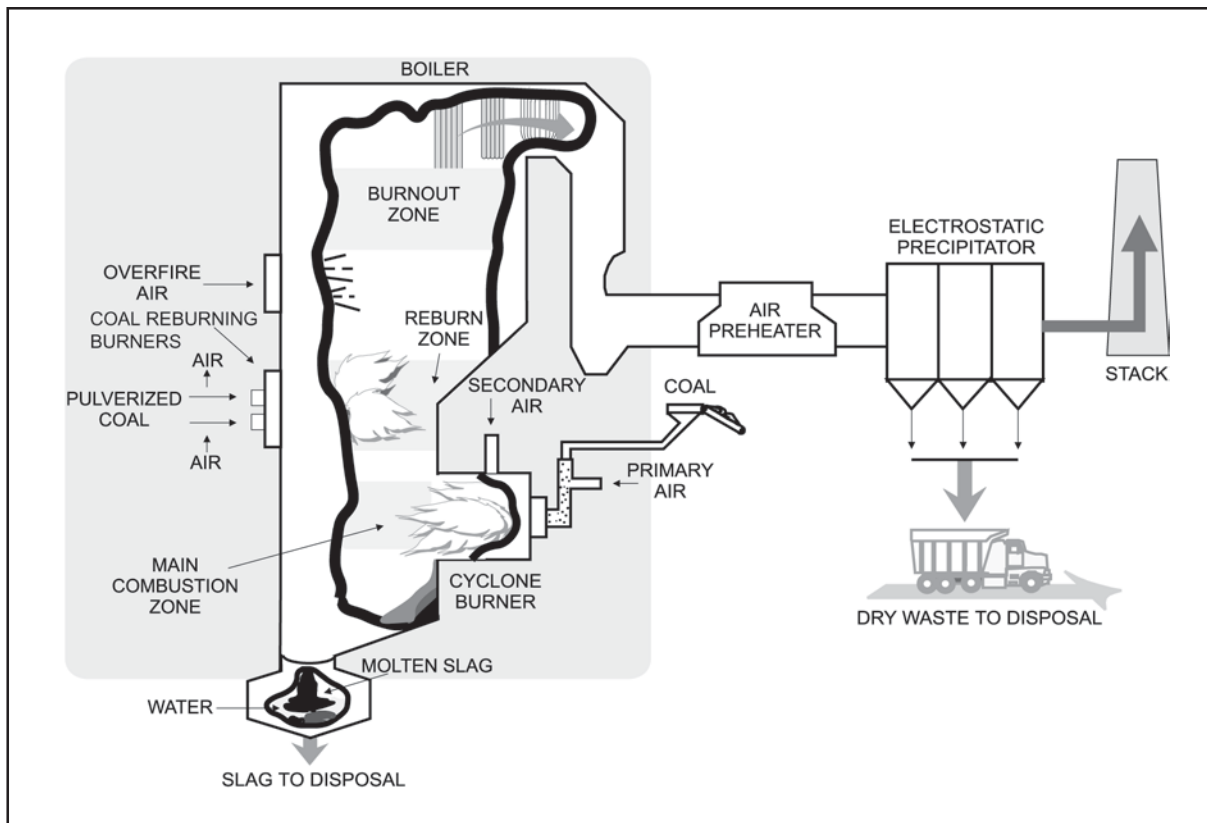 BOILER
BURNOUT
ZONE
OVERFIRE
AIR
COAL REBURNING
BURNERS
AIR
PULVERIZED
COAL
AIR
REBURN
ZONE
SECONDARY
AIR
COAL
PRIMARY
AIR
MAIN
COMBUSTION
ZONE
CYCLONE
BURNER
MOLTEN SLAG
WATER
SLAG TO DISPOSAL
AIR
PREHEATER
ELECTROSTATIC
PRECIPITATOR
STACK
DRY WASTE TO DISPOSAL